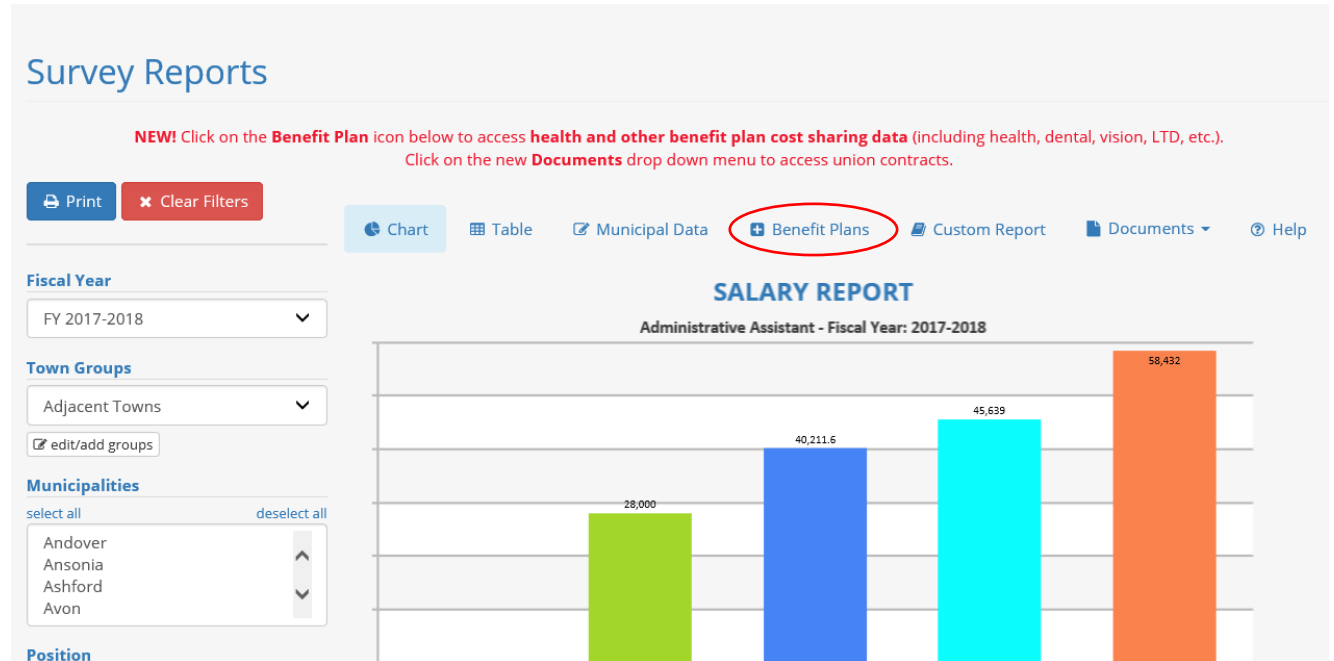 Survey Reports
NEW! Click on the Benefit Plan icon below to access health and other benefit plan cost sharing data (including health, dental, vision, LTD, etc.).
Click on the new Documents drop down menu to access union contracts.
Print
Clear Filters
Chart
Table
Municipal Data
Benefit Plans
Custom Report
Documents
Help
Fiscal Year
FY 2017-2018
Town Groups
Adjacent Towns
edit/add groups
Municipalities
select all
deselect all
Andover
Ansonia
Ashford
Avon
Position
SALARY REPORT
Administrative Assistant - Fiscal Year: 2017-2018
28,000
40,211.6
45,639
58,432